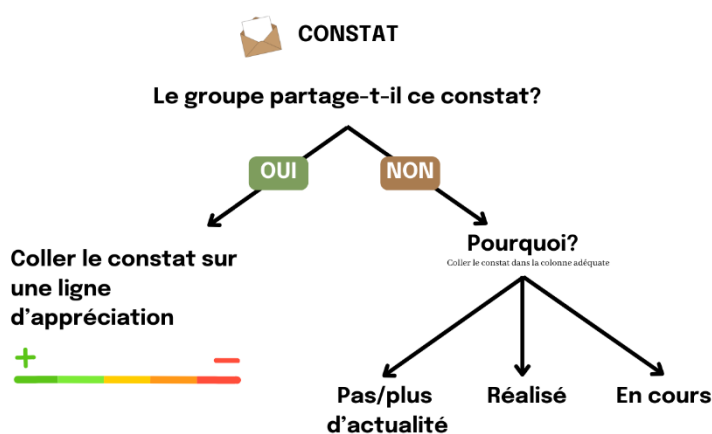 CONSTAT
Le groupe partage-t-il ce constat?
OUI
NON
Coller le constat sur
une ligne
d'appréciation
+
−
Pourquoi?
Coller le constat dans la colonne adéquate
Pas/plus
d'actualité
Réalisé
En cours